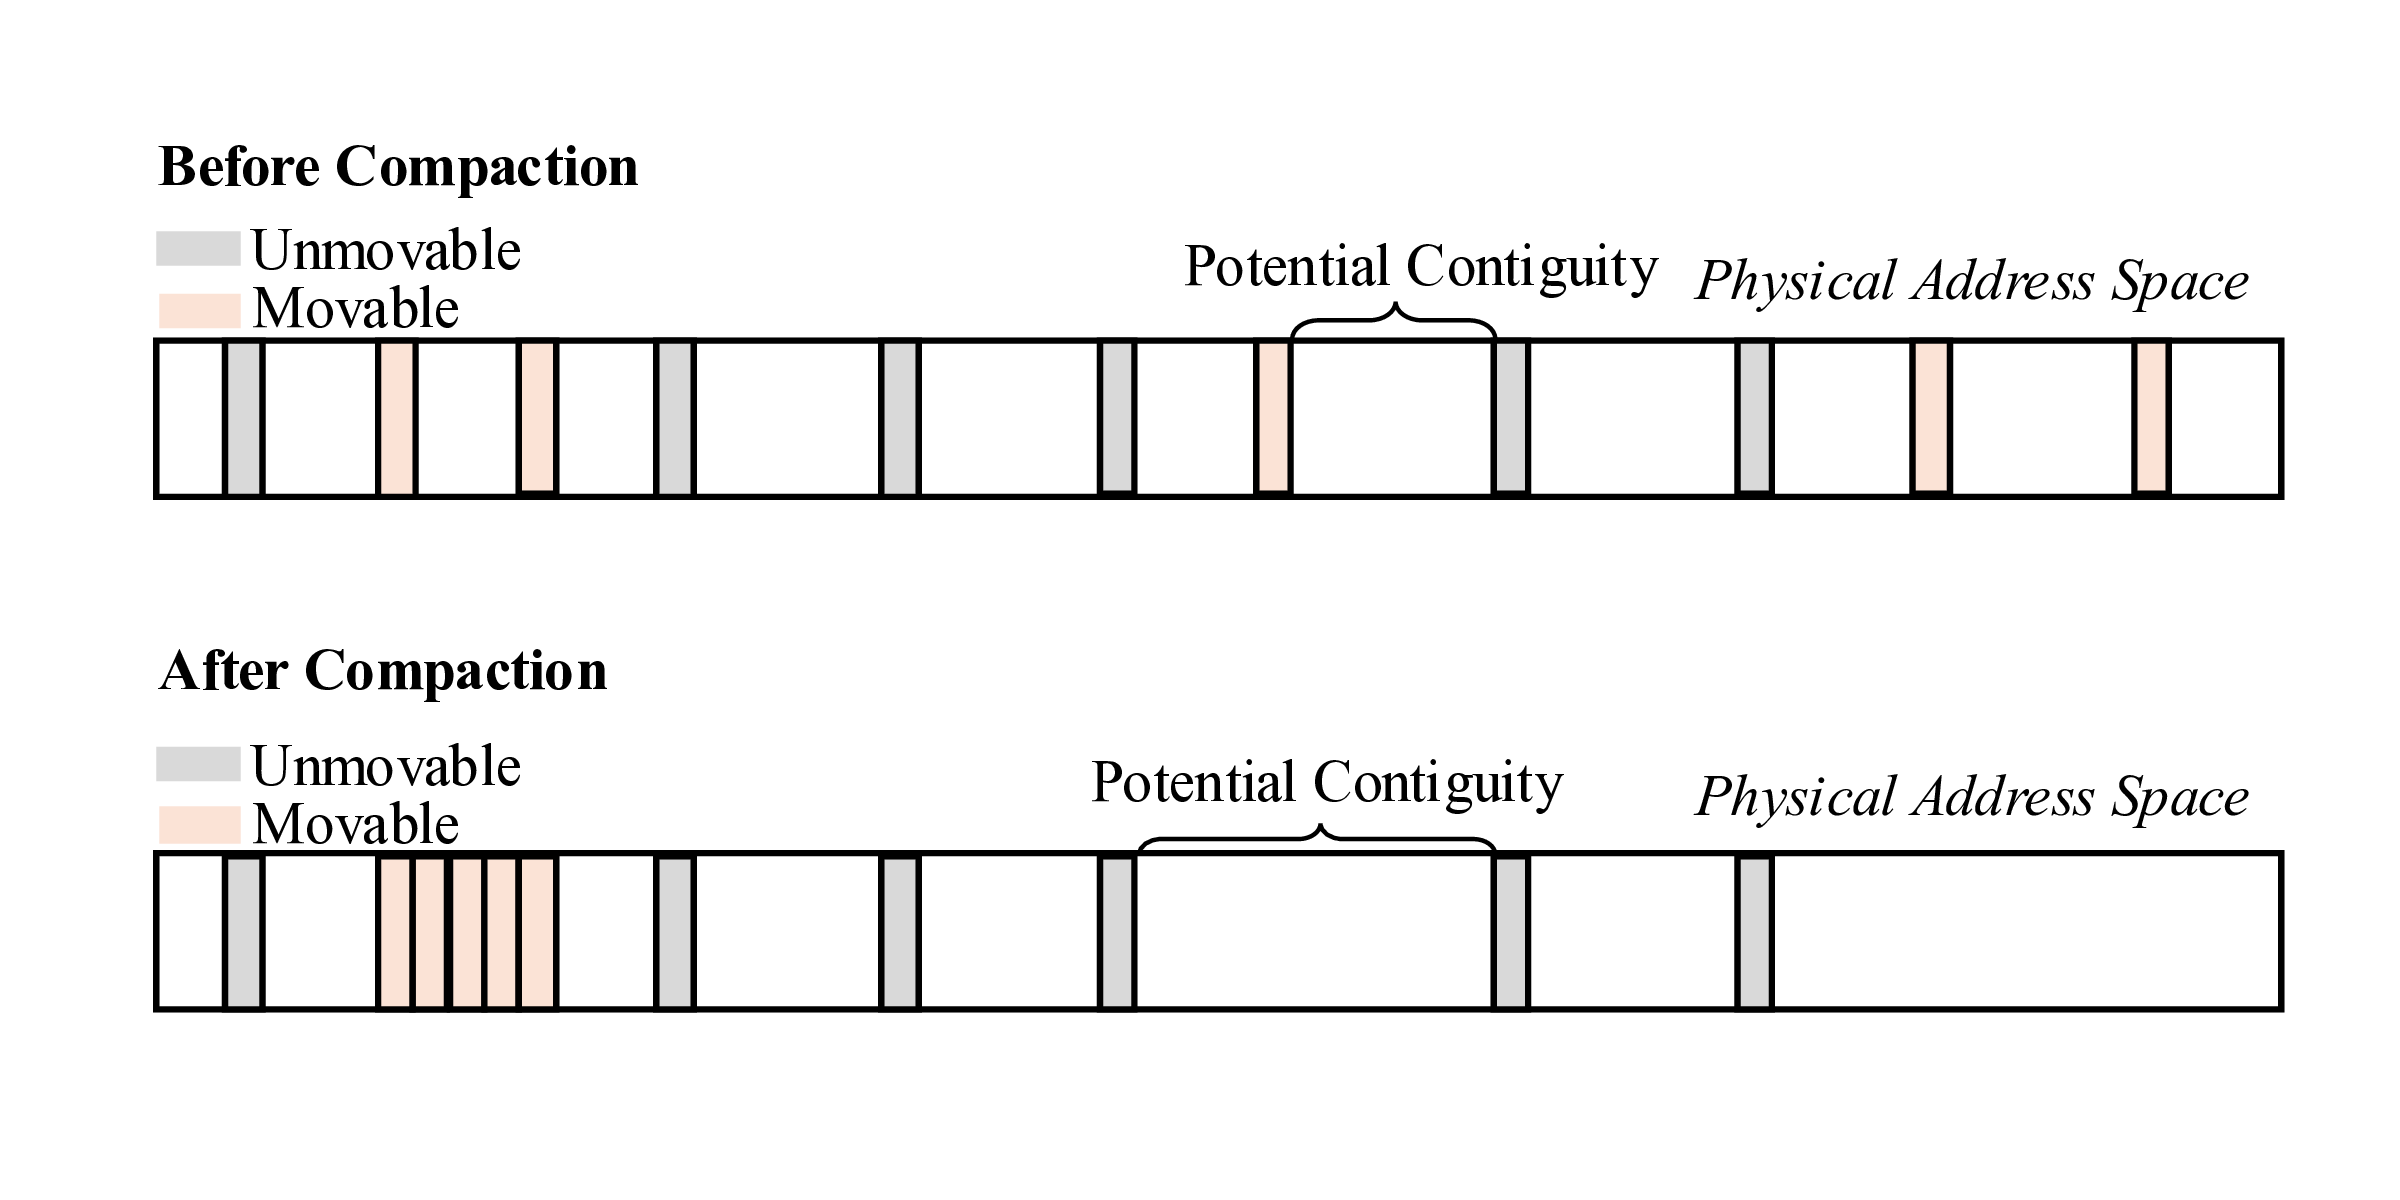 Before Compaction
Unmovable
Movable
Potential Contiguity
Physical Address Space
After Compaction
Unmovable
Movable
Potential Contiguity
Physical Address Space